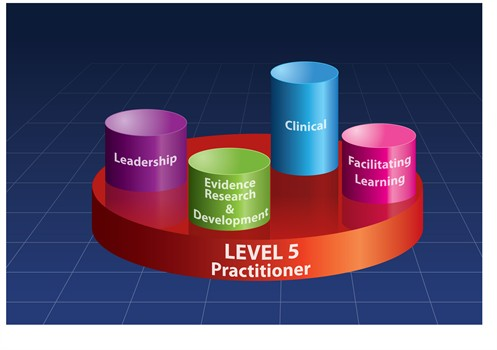 Leadership
Evidence
Research
&
Development
Clinical
Facilitating
Learning
LEVEL 5
Practitioner